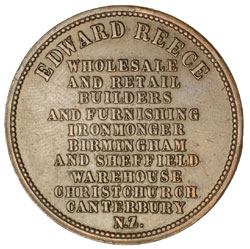 EDWARD REECE
WHOLESALE
AND RETAIL
BUILDERS
AND FURNISHING
IRONMONGER
BIRMINGHAM
AND SHEFFIELD
WAREHOUSE
CHRISTCHURCH
CANTERBURY
N.Z.